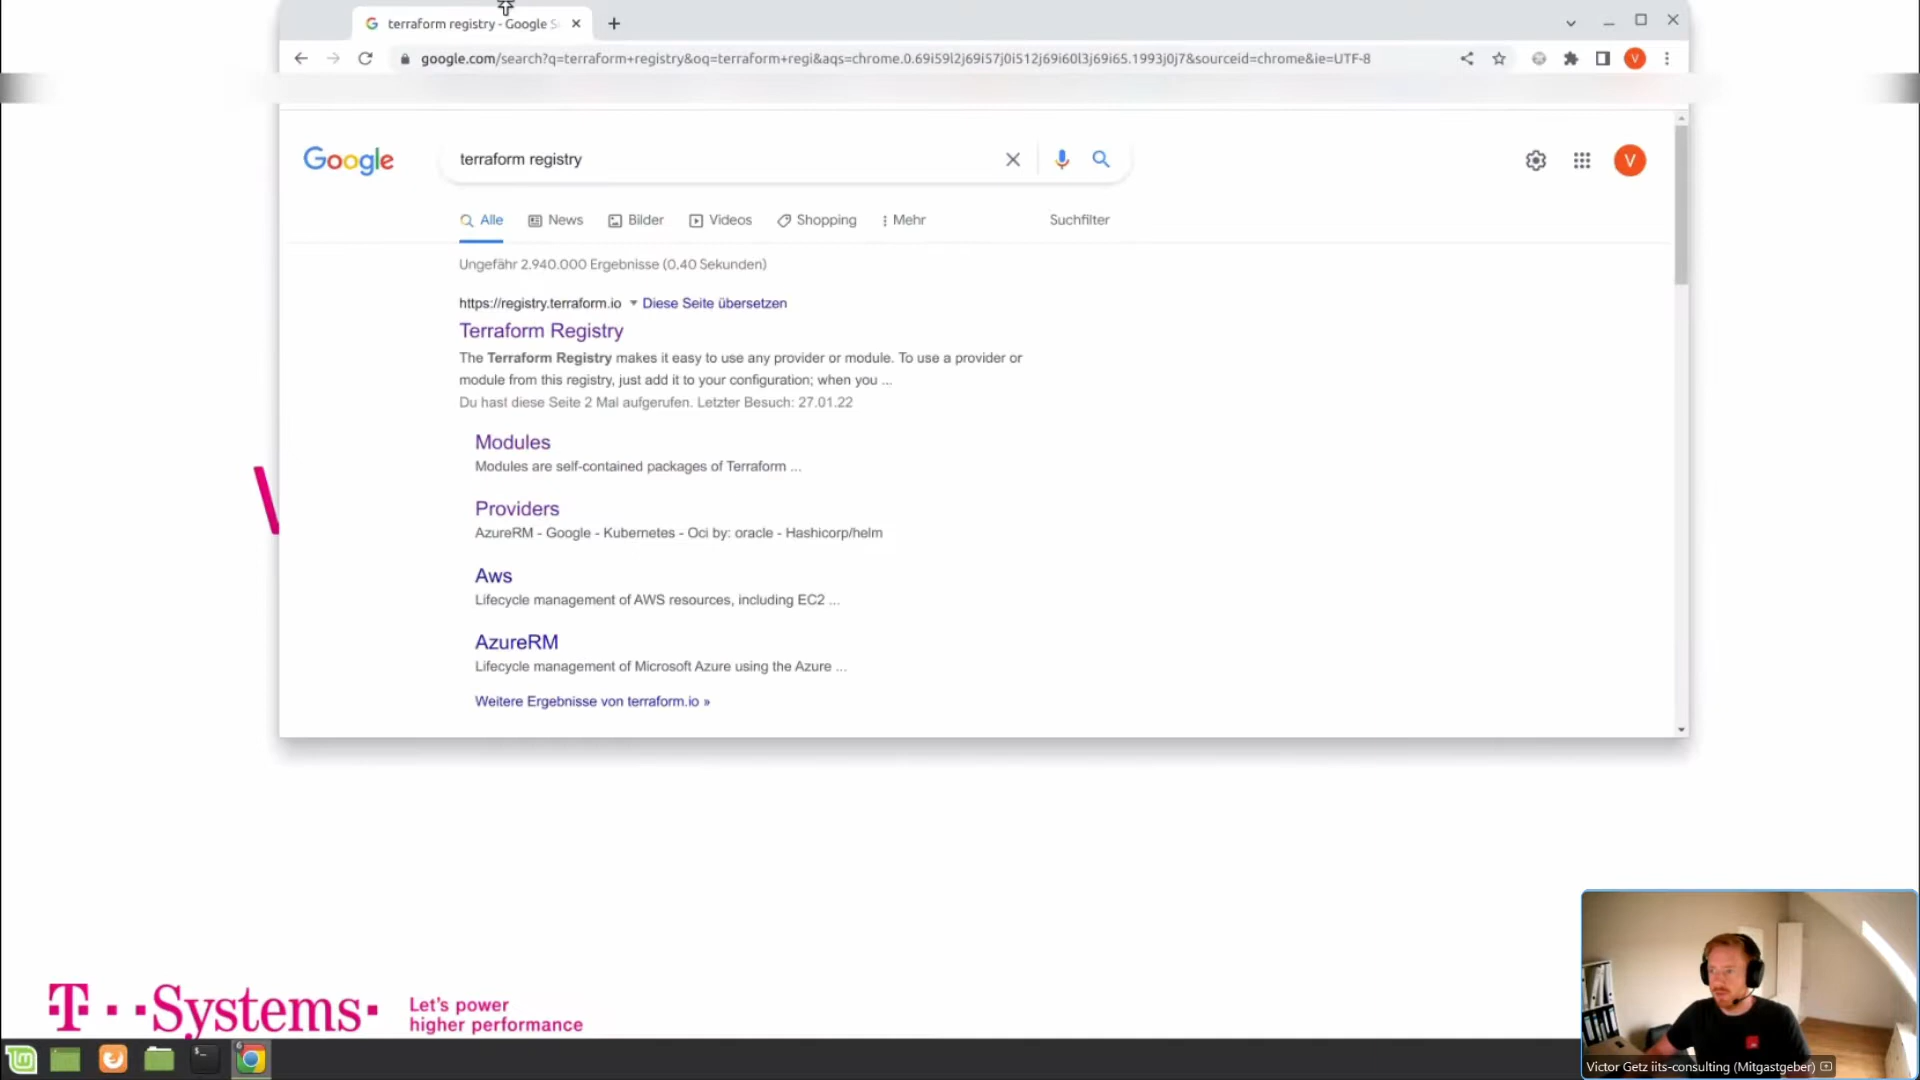 terraform registry - Google S
google.com/search?q=terraform+registry&oq=terraform+regi&aqs=chrome.0.69i59l2j69i57j0i512j69i60l3j69i65.1993j0j7&sourceid=chrome&ie=UTF-8
V
Google
terraform registry
V
Alle
News
Bilder
Videos
Shopping
Mehr
Suchfilter
Ungefähr 2.940.000 Ergebnisse (0,40 Sekunden)
https://registry.terraform.io
Diese Seite übersetzen
Terraform Registry
The Terraform Registry makes it easy to use any provider or module. To use a provider or
module from this registry, just add it to your configuration; when you ...
Du hast diese Seite 2 Mal aufgerufen. Letzter Besuch: 27.01.22
Modules
Modules are self-contained packages of Terraform ...
Providers
AzureRM - Google - Kubernetes - Oci by: oracle - Hashicorp/helm
Aws
Lifecycle management of AWS resources, including EC2 ...
AzureRM
Lifecycle management of Microsoft Azure using the Azure ...
Weitere Ergebnisse von terraform.io »
T · · Systems ·
Let's power
higher performance
6
Victor Getz iits-consulting (Mitgastgeber)